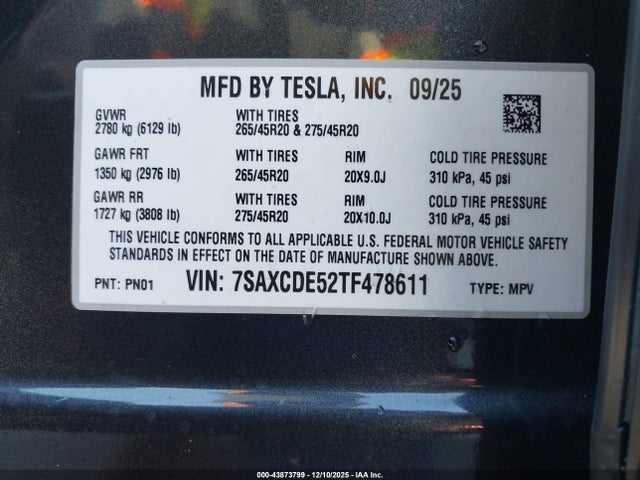 MFD BY TESLA, INC. 09/25
GVWR WITH TIRES
2780 kg (6129 lb) 265/45R20 & 275/45R20
GAWR FRT WITH TIRES RIM COLD TIRE PRESSURE
1350 kg (2976 lb) 265/45R20 20X9.0J 310 kPa, 45 psi
GAWR RR WITH TIRES RIM COLD TIRE PRESSURE
1727 kg (3808 lb) 275/45R20 20X10.0J 310 kPa, 45 psi
THIS VEHICLE CONFORMS TO ALL APPLICABLE U.S. FEDERAL MOTOR VEHICLE SAFETY
STANDARDS IN EFFECT ON THE DATE OF MANUFACTURE SHOWN ABOVE.
PNT: PN01 VIN: 7SAXCDE52TF478611 TYPE: MPV
000-43873799 - 12/10/2025 - IAA Inc.